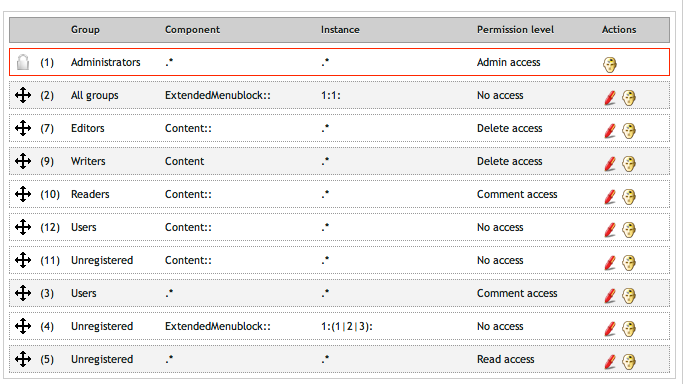 Group Component Instance Permission level Actions
(1) Administrators .* .* Admin access
(2) All groups ExtendedMenublock:: 1:1: No access
(7) Editors Content:: .* Delete access
(9) Writers Content .* Delete access
(10) Readers Content:: .* Comment access
(12) Users Content:: .* No access
(11) Unregistered Content:: .* No access
(3) Users .* .* Comment access
(4) Unregistered ExtendedMenublock:: 1:(1|2|3): No access
(5) Unregistered .* .* Read access